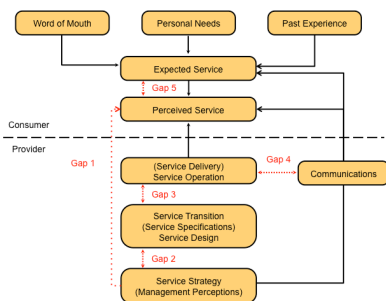 Word of Mouth
Personal Needs
Past Experience
Expected Service
Gap 5
Perceived Service
Consumer
Provider
Gap 1
(Service Delivery)
Service Operation
Gap 4
Communications
Gap 3
Service Transition
(Service Specifications)
Service Design
Gap 2
Service Strategy
(Management Perceptions)